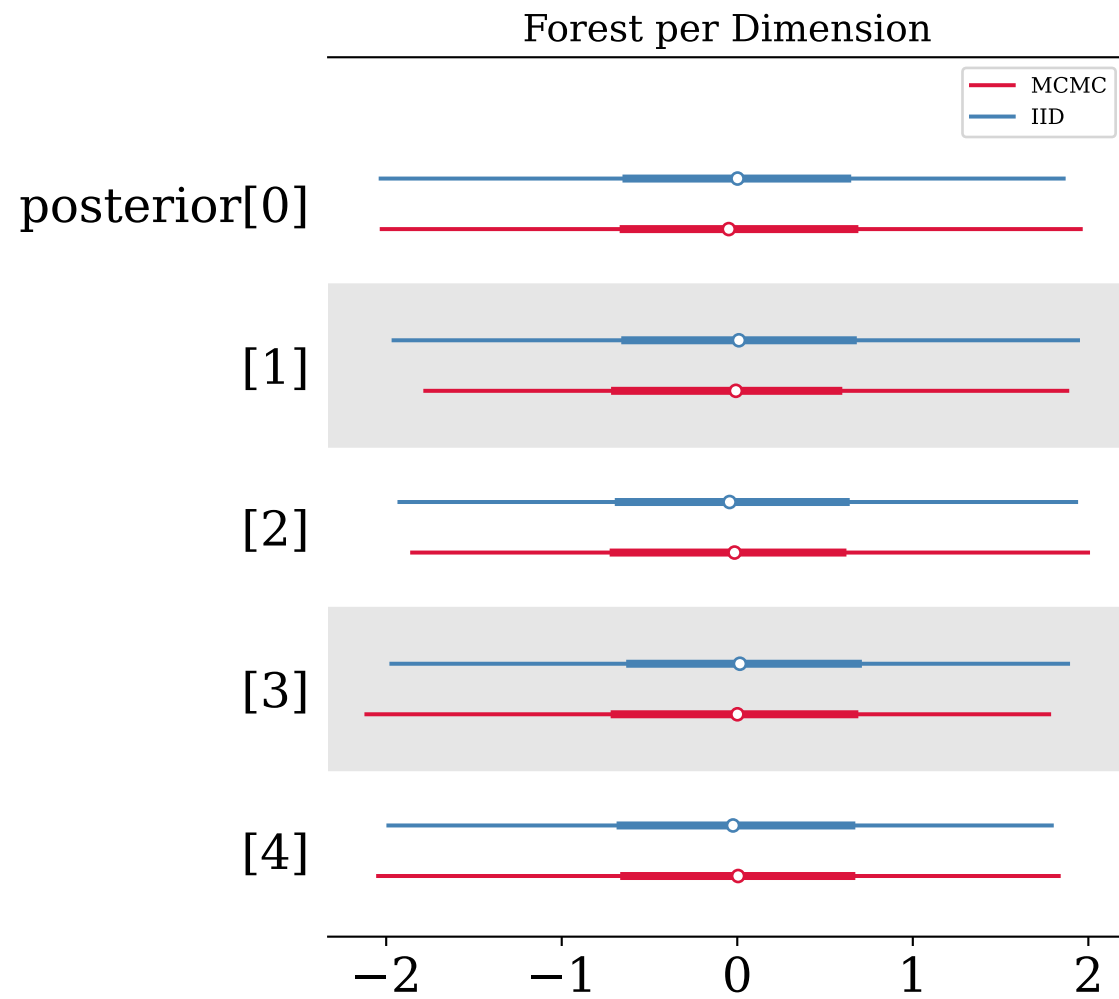 Forest per Dimension
MCMC
IID
posterior[0]
[1]
[2]
[3]
[4]
−2 −1 0 1 2